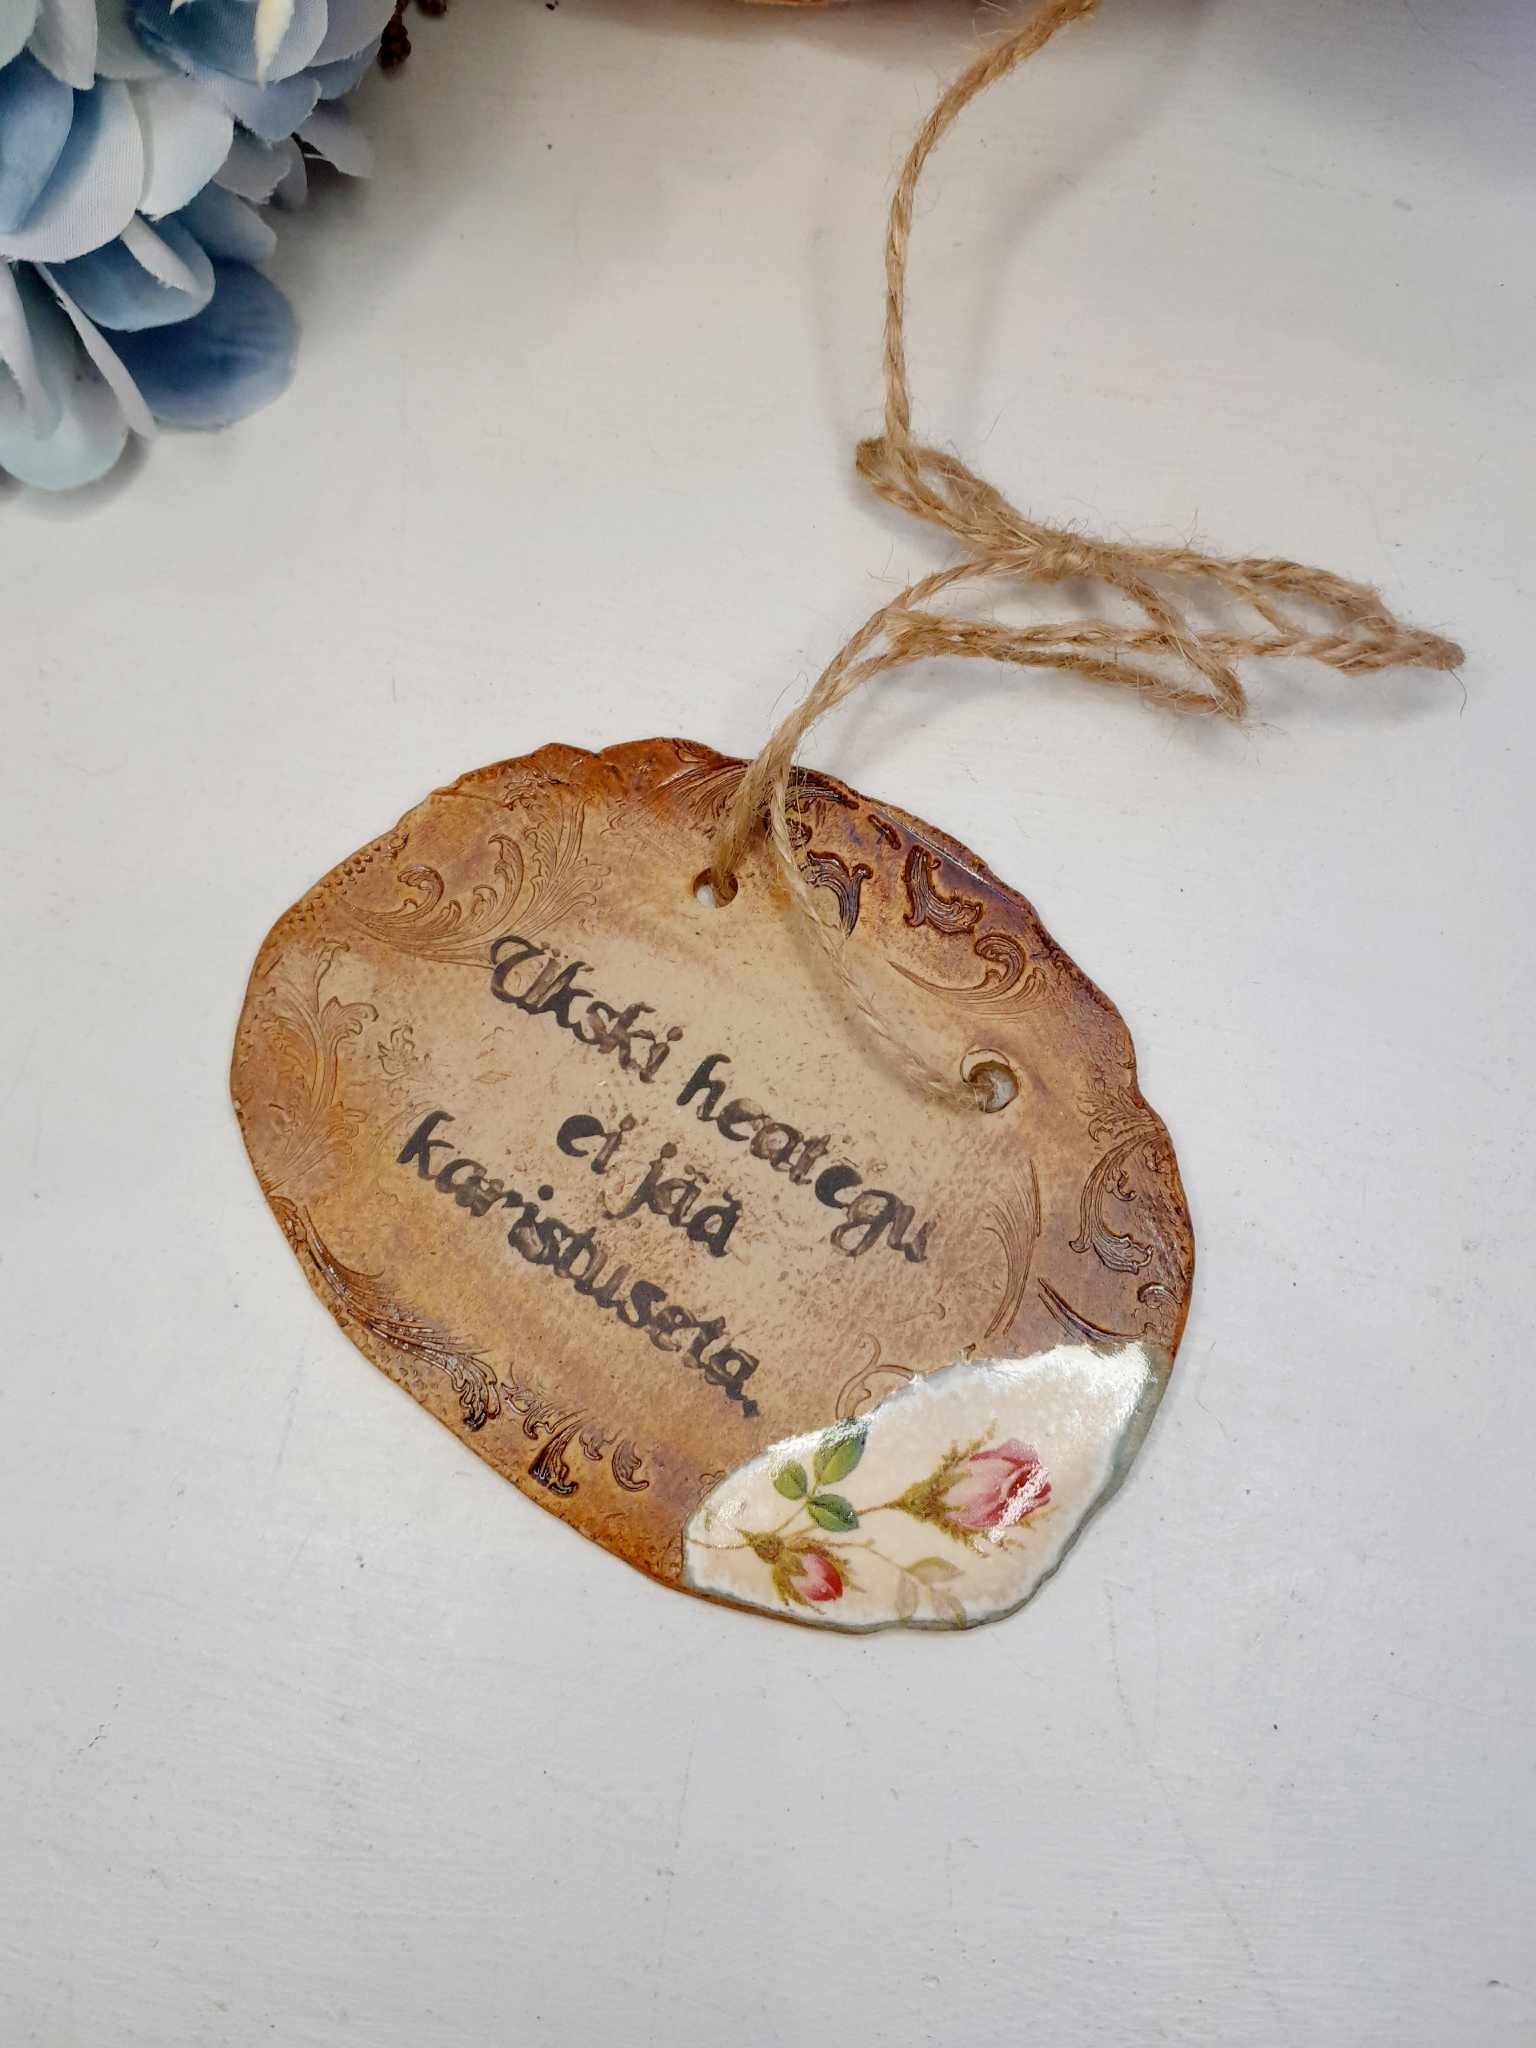 Ükski heategu
ei jää
karistuseta.